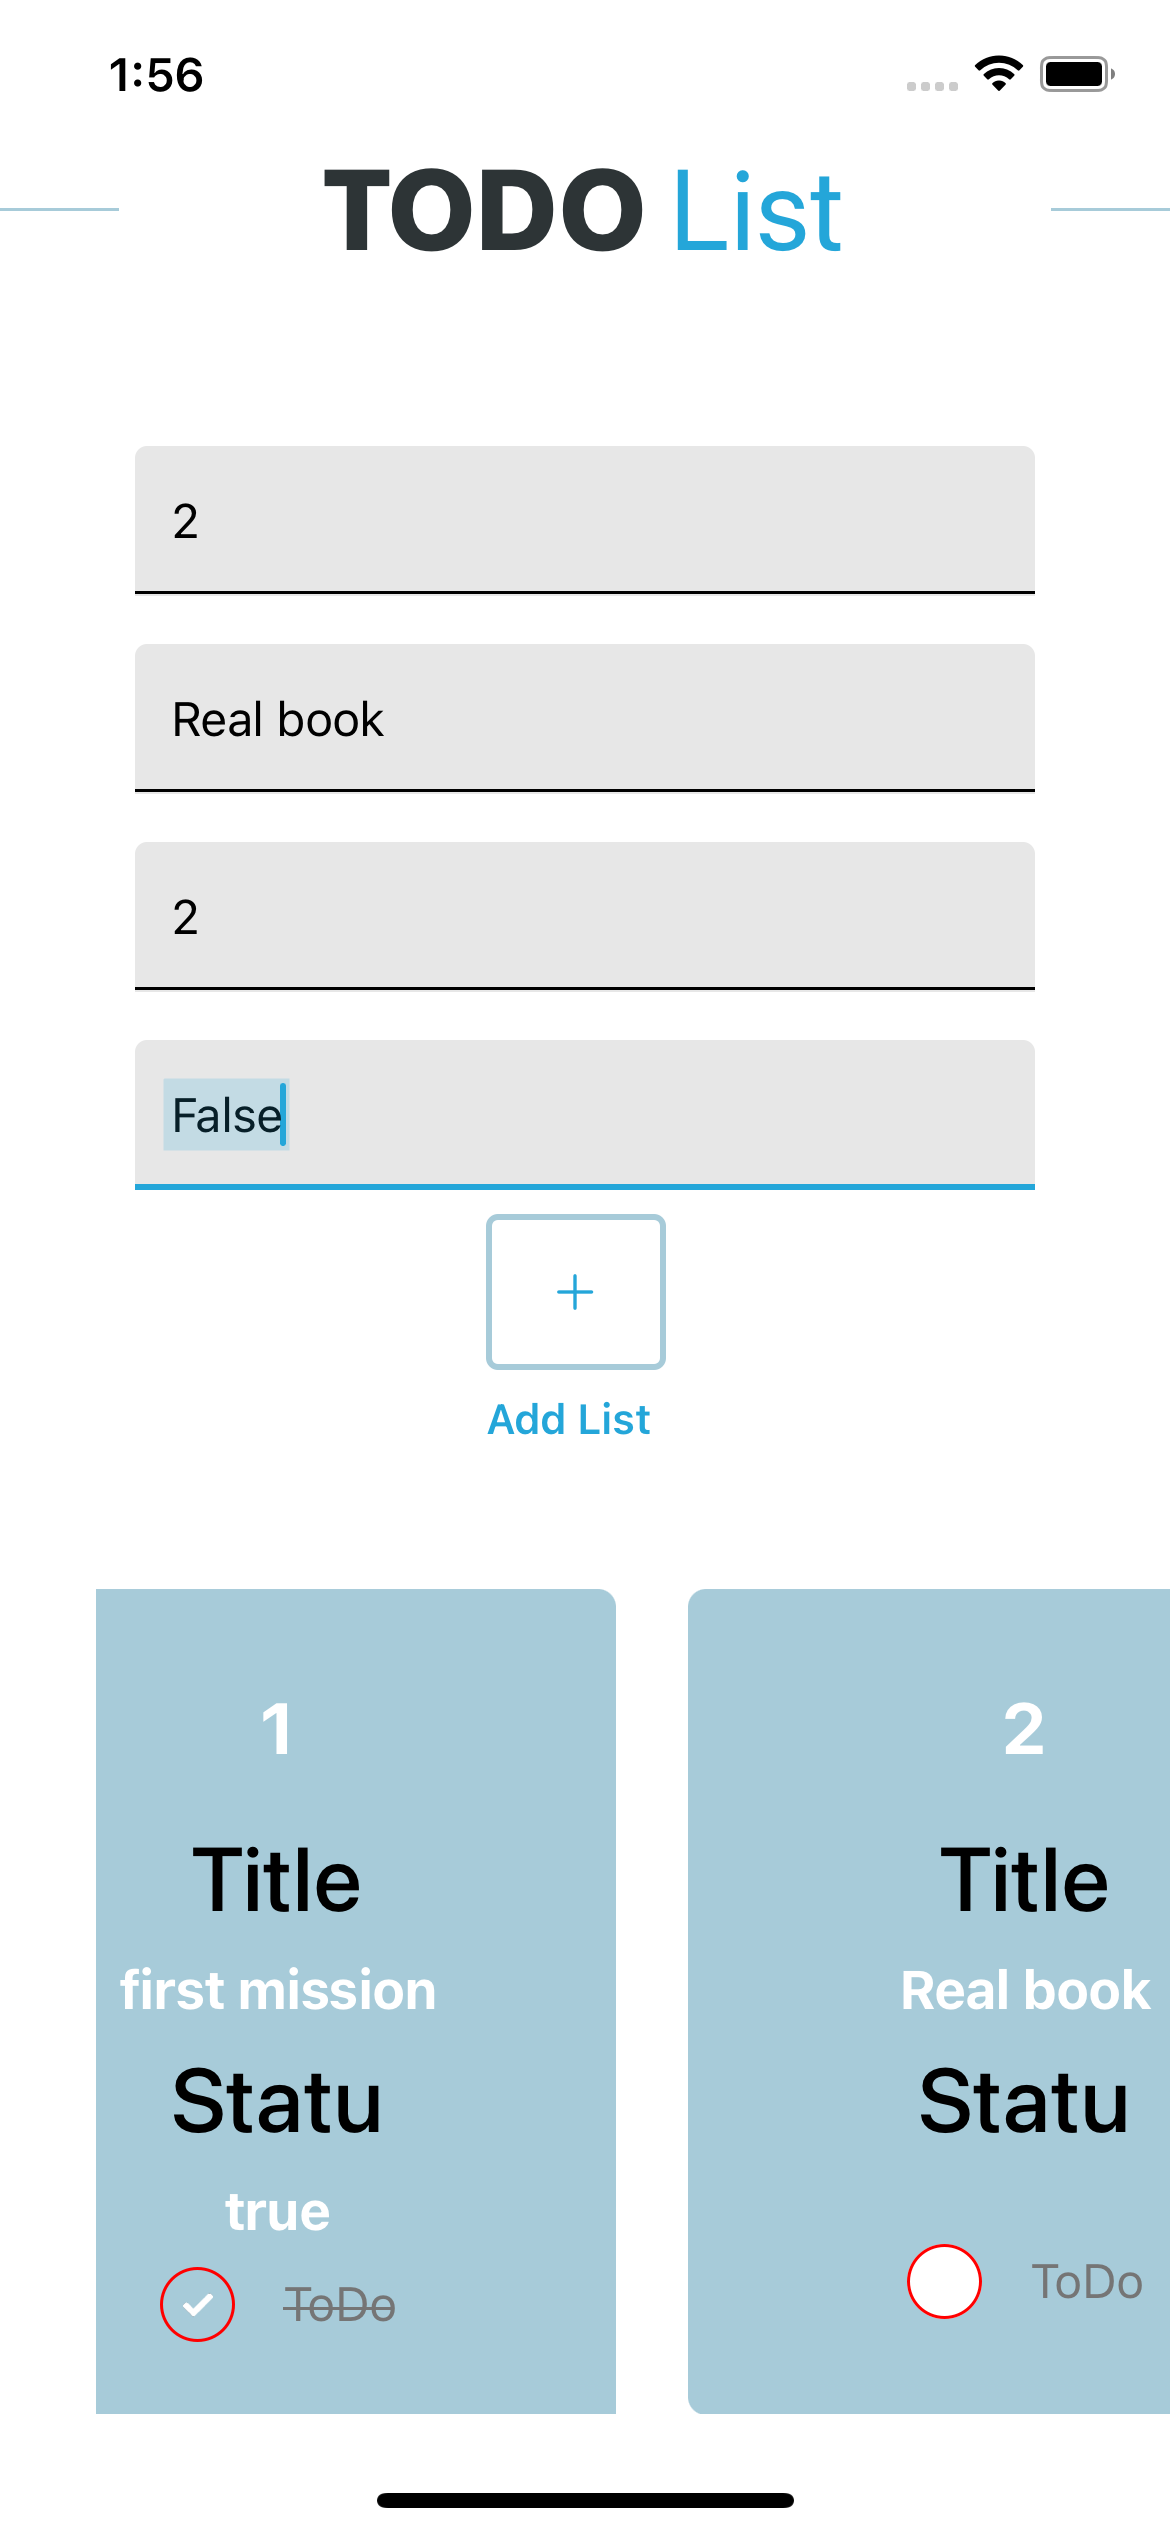 1:56
TODO List
2
Real book
2
False
+
Add List
1
Title
first mission
Statu
true
ToDo
2
Title
Real book
Statu
ToDo